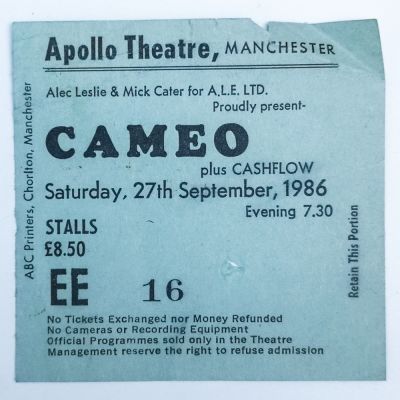 Apollo Theatre, MANCHESTER
Alec Leslie & Mick Cater for A.L.E. LTD.
Proudly present-
CAMEO
plus CASHFLOW
Saturday, 27th September, 1986
Evening 7.30
STALLS
£8.50
EE 16
No Tickets Exchanged nor Money Refunded
No Cameras or Recording Equipment
Official Programmes sold only in the Theatre
Management reserve the right to refuse admission
ABC Printers, Chorlton, Manchester
Retain This Portion